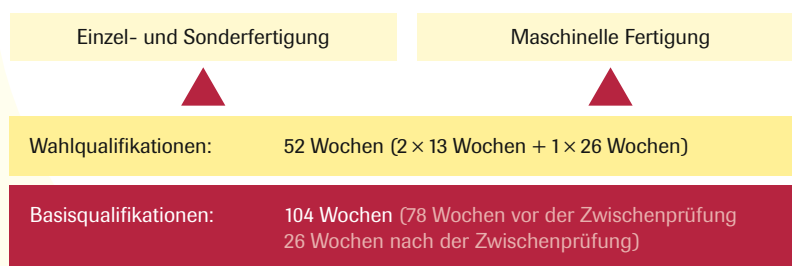 Einzel- und Sonderfertigung
Maschinelle Fertigung
Wahlqualifikationen: 52 Wochen (2 × 13 Wochen + 1 × 26 Wochen)
Basisqualifikationen: 104 Wochen (78 Wochen vor der Zwischenprüfung
26 Wochen nach der Zwischenprüfung)